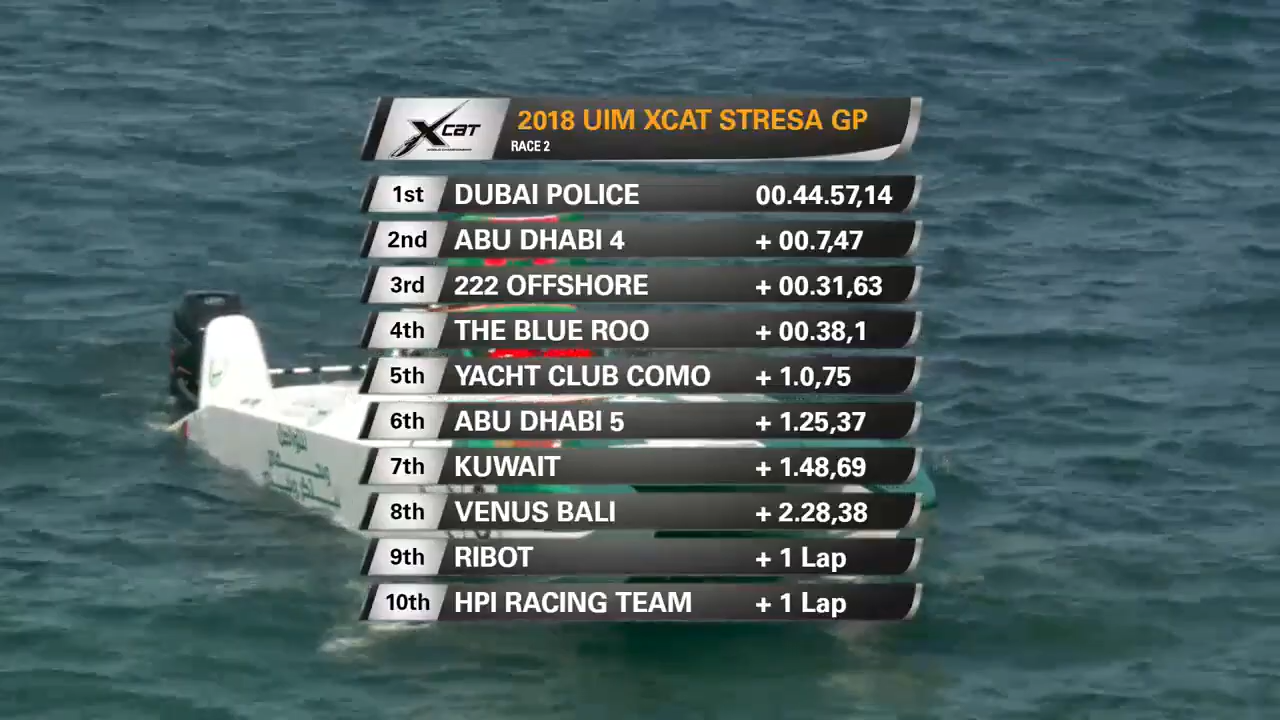 XCAT
2018 UIM XCAT STRESA GP
RACE 2
1st DUBAI POLICE 00.44.57,14
2nd ABU DHABI 4 + 00.7,47
3rd 222 OFFSHORE + 00.31,63
4th THE BLUE ROO + 00.38,1
5th YACHT CLUB COMO + 1.0,75
6th ABU DHABI 5 + 1.25,37
7th KUWAIT + 1.48,69
8th VENUS BALI + 2.28,38
9th RIBOT + 1 Lap
10th HPI RACING TEAM + 1 Lap